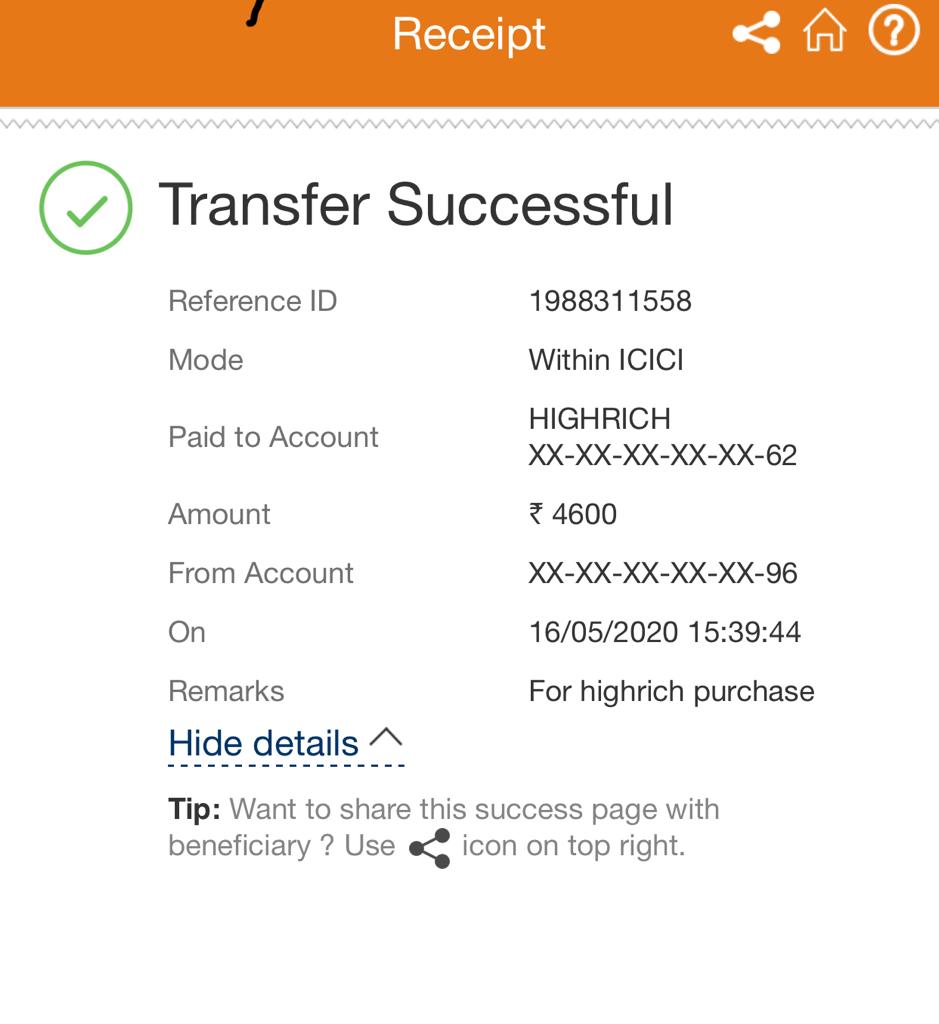 Receipt
Transfer Successful
Reference ID 1988311558
Mode Within ICICI
Paid to Account HIGHRICH
XX-XX-XX-XX-XX-62
Amount ₹ 4600
From Account XX-XX-XX-XX-XX-96
On 16/05/2020 15:39:44
Remarks For highrich purchase
Hide details
Tip: Want to share this success page with
beneficiary ? Use icon on top right.